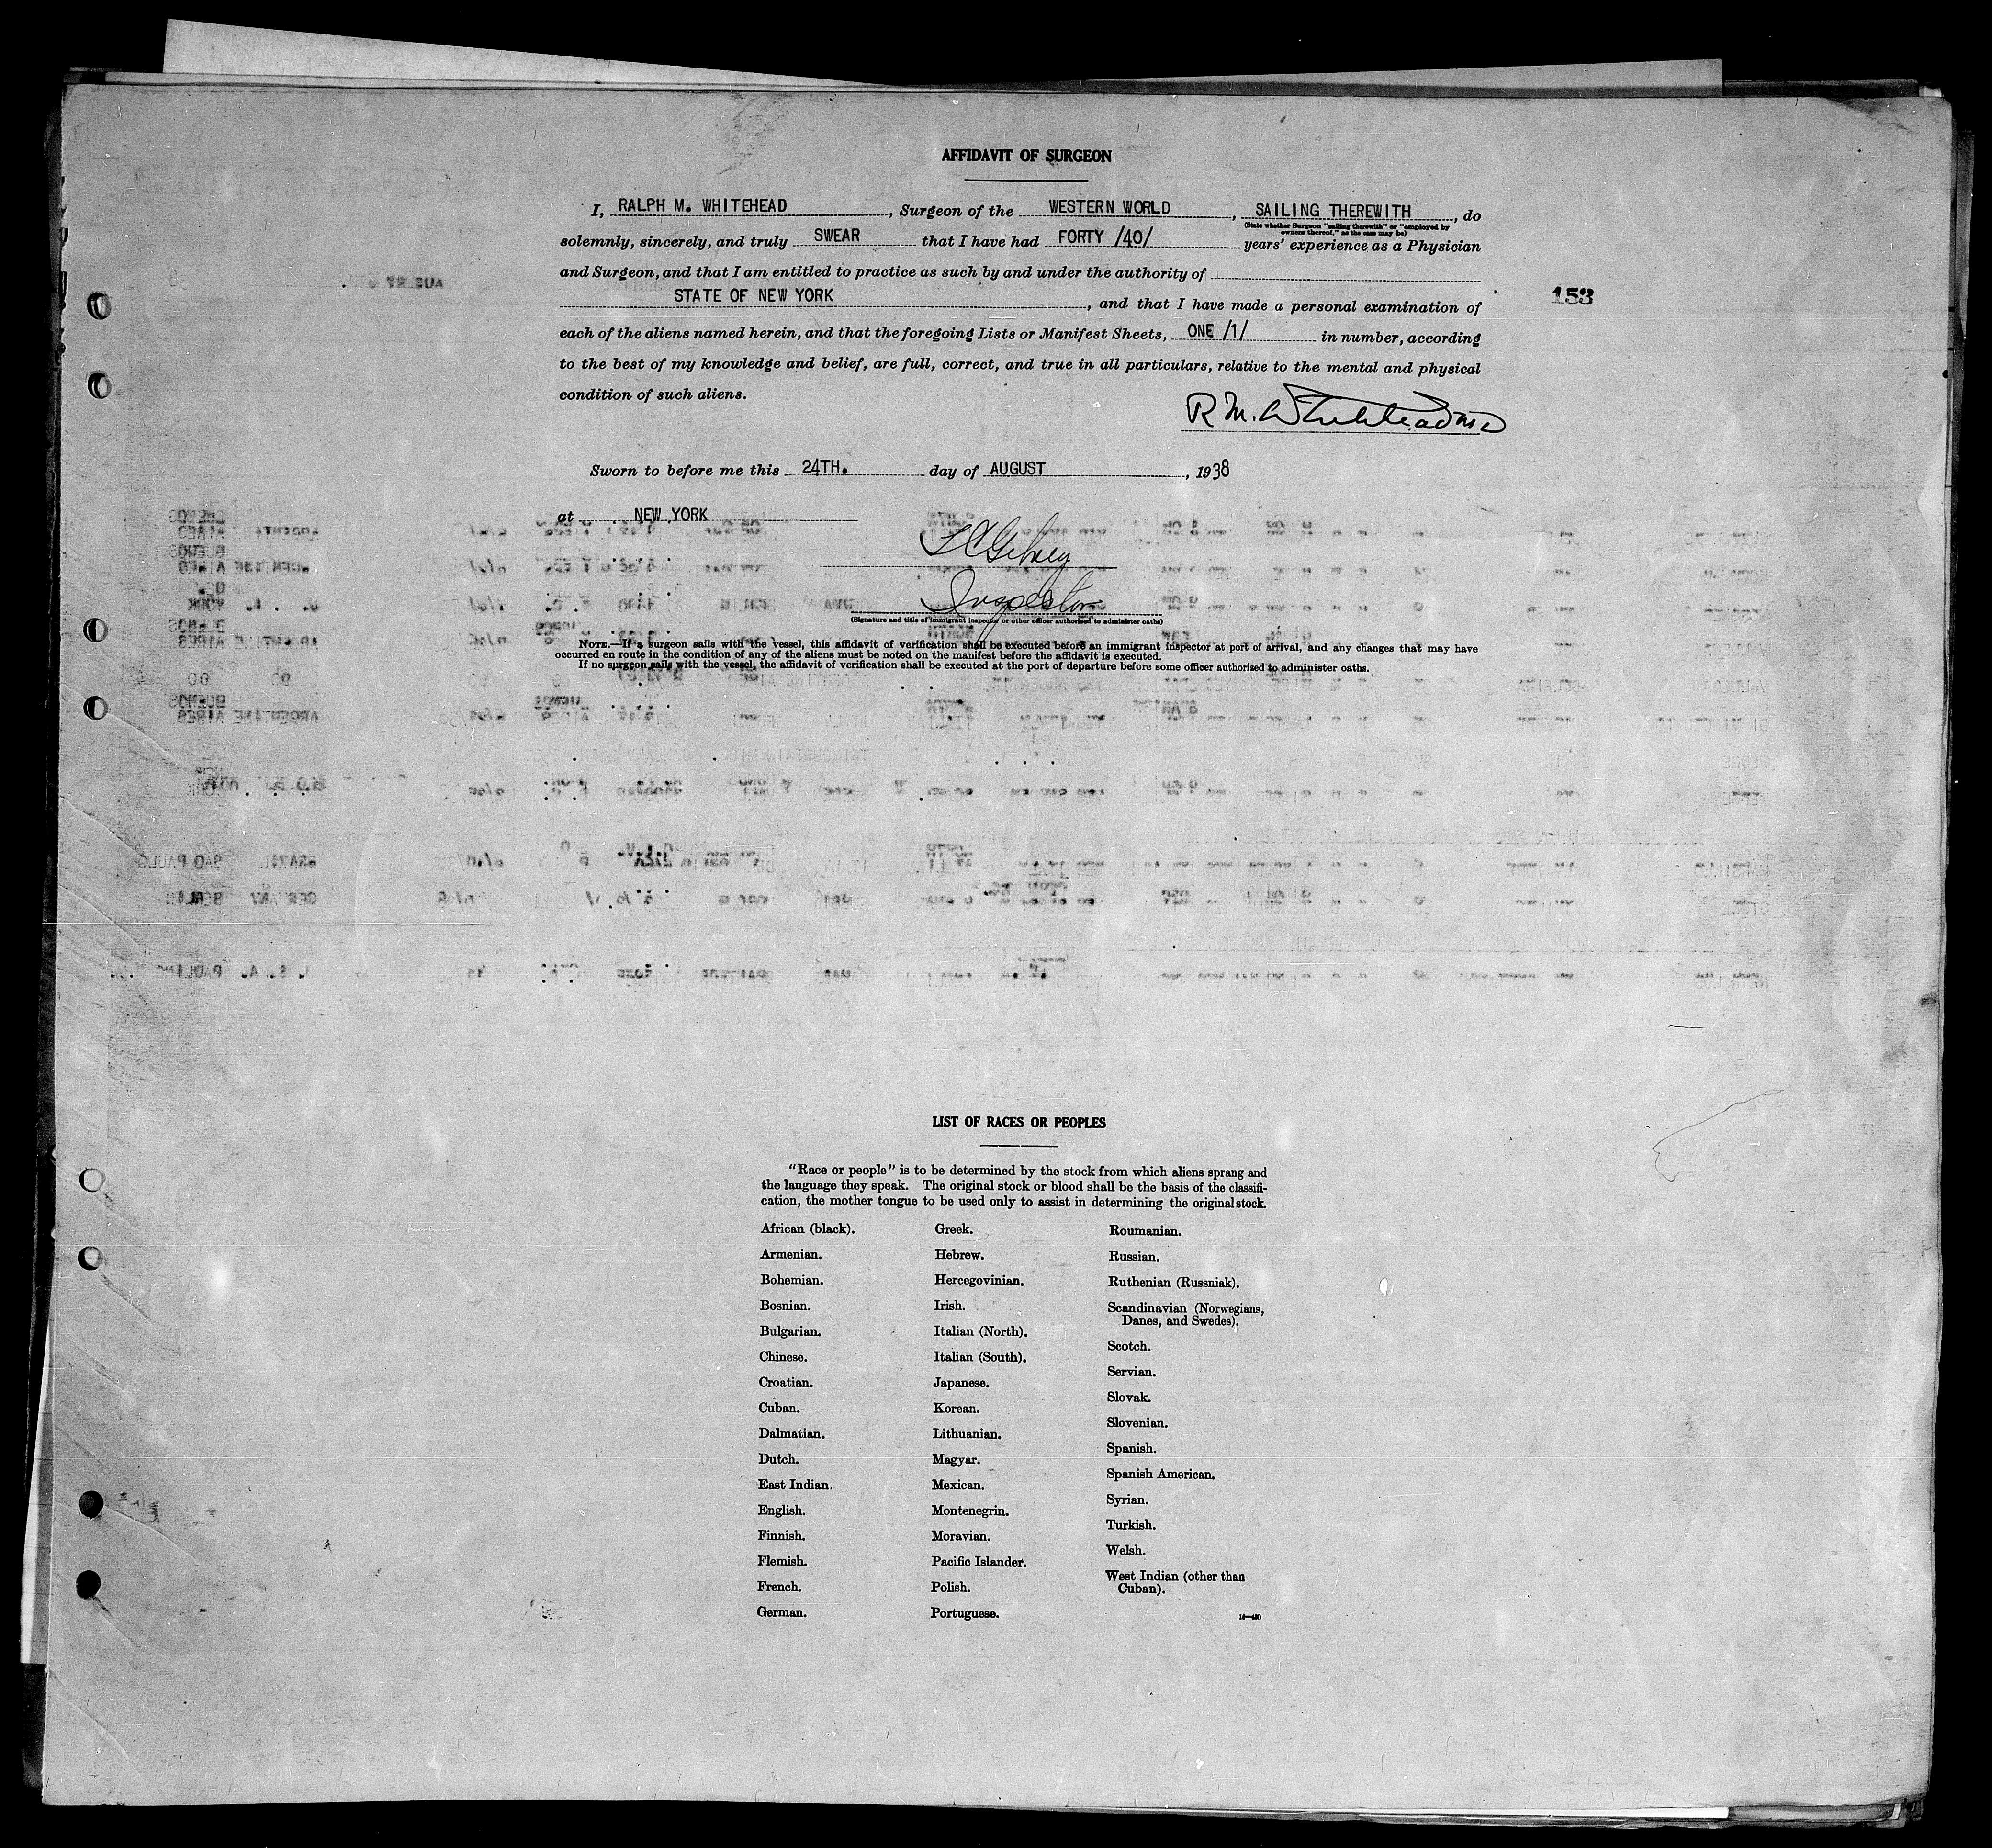 AFFIDAVIT OF SURGEON
I, RALPH M. WHITEHEAD, Surgeon of the WESTERN WORLD, SAILING THEREWITH, do
(State whether Surgeon "sailing therewith" or "employed by
owners thereof," as the case may be)
solemnly, sincerely, and truly SWEAR that I have had FORTY /40/ years' experience as a Physician
and Surgeon, and that I am entitled to practice as such by and under the authority of
STATE OF NEW YORK, and that I have made a personal examination of
153
each of the aliens named herein, and that the foregoing Lists or Manifest Sheets, ONE /1/ in number, according
to the best of my knowledge and belief, are full, correct, and true in all particulars, relative to the mental and physical
condition of such aliens.
R. M. Whitehead MD
Sworn to before me this 24TH. day of AUGUST, 1938
at NEW YORK
Inspector
(Signature and title of immigrant inspector or other officer authorized to administer oaths)
NOTE.—If a surgeon sails with the vessel, this affidavit of verification shall be executed before an immigrant inspector at port of arrival, and any changes that may have
occurred en route in the condition of any of the aliens must be noted on the manifest before the affidavit is executed.
If no surgeon sails with the vessel, the affidavit of verification shall be executed at the port of departure before some officer authorized to administer oaths.
LIST OF RACES OR PEOPLES
"Race or people" is to be determined by the stock from which aliens sprang and
the language they speak. The original stock or blood shall be the basis of the classifi-
cation, the mother tongue to be used only to assist in determining the original stock.
African (black).
Armenian.
Bohemian.
Bosnian.
Bulgarian.
Chinese.
Croatian.
Cuban.
Dalmatian.
Dutch.
East Indian.
English.
Finnish.
Flemish.
French.
German.
Greek.
Hebrew.
Hercegovinian.
Irish.
Italian (North).
Italian (South).
Japanese.
Korean.
Lithuanian.
Magyar.
Mexican.
Montenegrin.
Moravian.
Pacific Islander.
Polish.
Portuguese.
Roumanian.
Russian.
Ruthenian (Russniak).
Scandinavian (Norwegians,
Danes, and Swedes).
Scotch.
Servian.
Slovak.
Slovenian.
Spanish.
Spanish American.
Syrian.
Turkish.
Welsh.
West Indian (other than
Cuban).
14—430